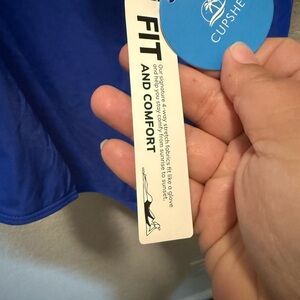 CUPSHE
FIT
AND COMFORT
Our signature 4-way stretch fabrics fit like a glove
and help you stay comfy from sunrise to sunset.